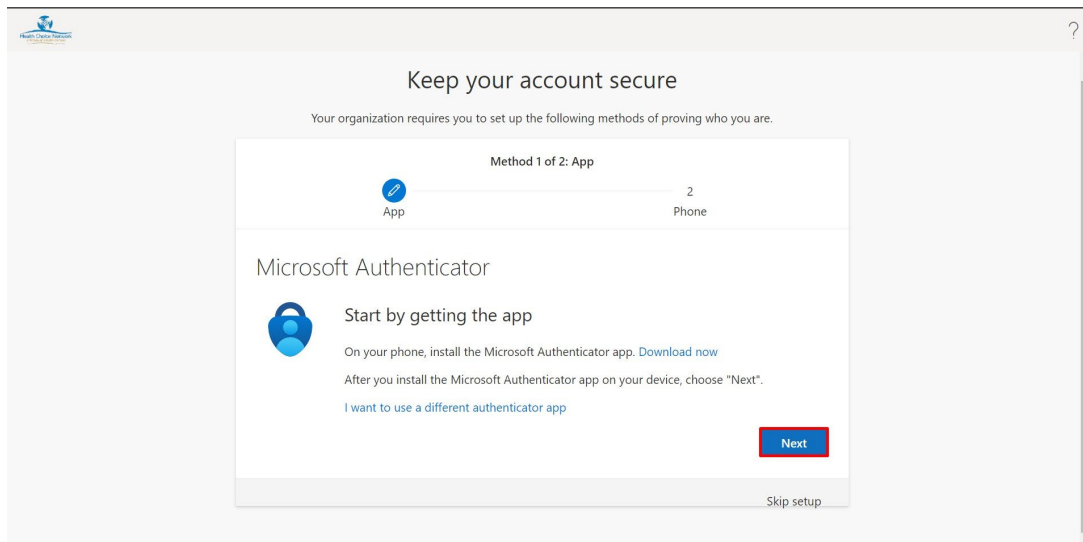 Health Choice Network
?
Keep your account secure
Your organization requires you to set up the following methods of proving who you are.
Method 1 of 2: App
2
App
Phone
Microsoft Authenticator
Start by getting the app
On your phone, install the Microsoft Authenticator app. Download now
After you install the Microsoft Authenticator app on your device, choose "Next".
I want to use a different authenticator app
Next
Skip setup